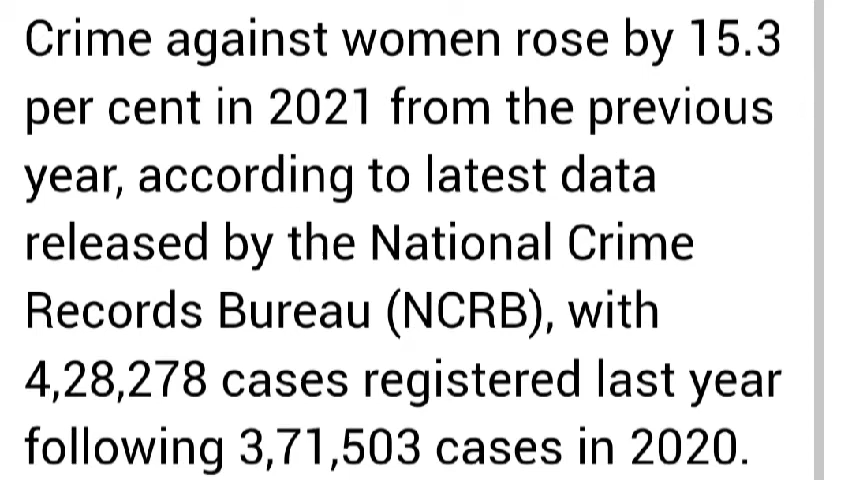 Crime against women rose by 15.3
per cent in 2021 from the previous
year, according to latest data
released by the National Crime
Records Bureau (NCRB), with
4,28,278 cases registered last year
following 3,71,503 cases in 2020.